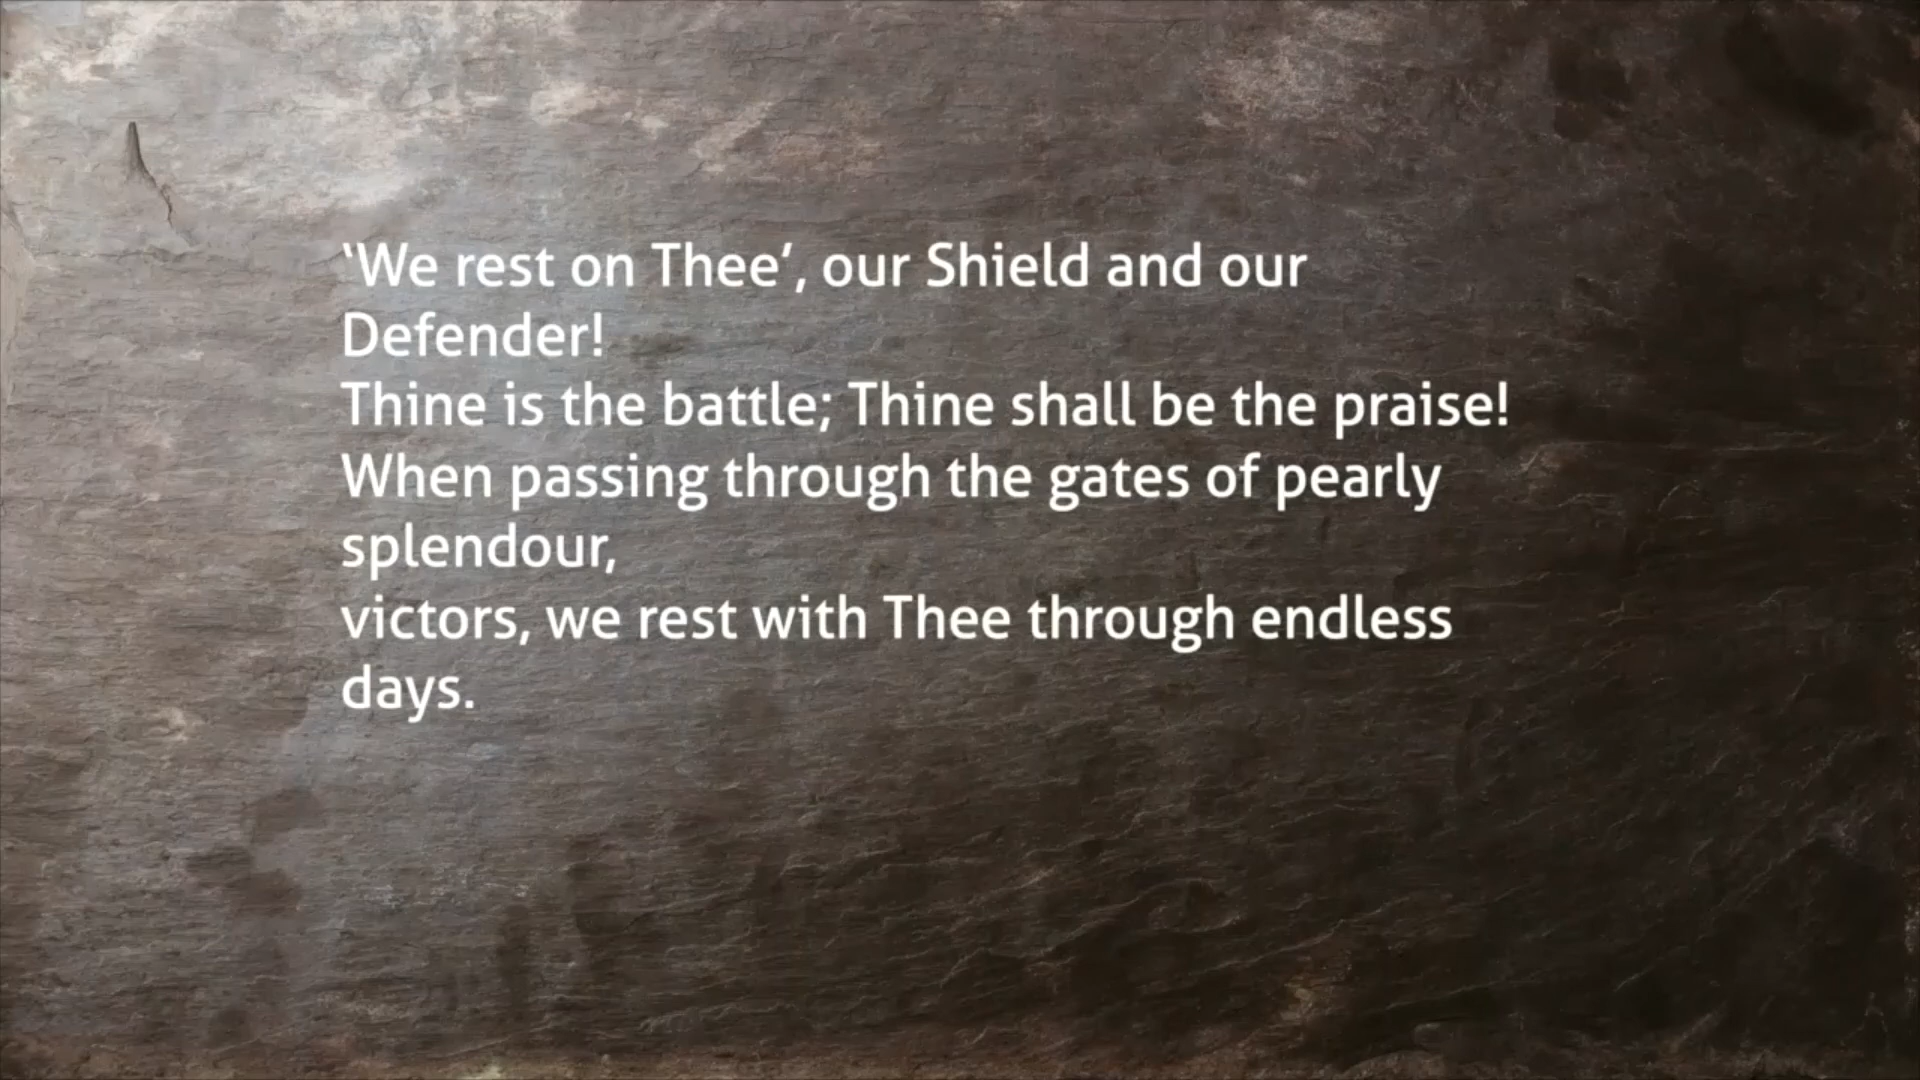 ‘We rest on Thee’, our Shield and our
Defender!
Thine is the battle; Thine shall be the praise!
When passing through the gates of pearly
splendour,
victors, we rest with Thee through endless
days.